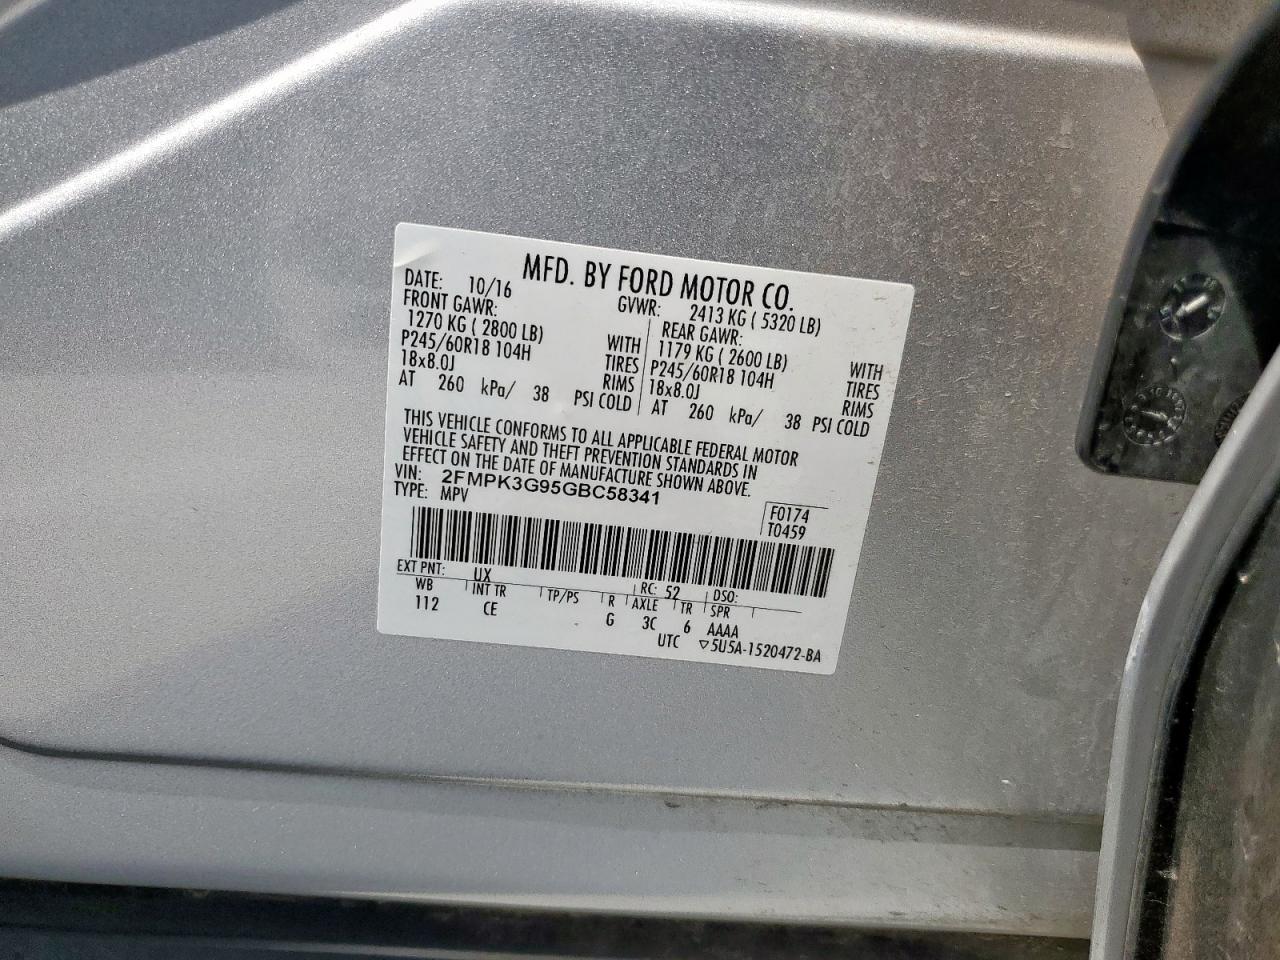 MFD. BY FORD MOTOR CO.
DATE: 10/16 GVWR: 2413 KG ( 5320 LB)
FRONT GAWR: REAR GAWR:
1270 KG ( 2800 LB) WITH 1179 KG ( 2600 LB) WITH
P245/60R18 104H TIRES P245/60R18 104H TIRES
18x8.0J RIMS 18x8.0J RIMS
AT 260 kPa/ 38 PSI COLD AT 260 kPa/ 38 PSI COLD
THIS VEHICLE CONFORMS TO ALL APPLICABLE FEDERAL MOTOR
VEHICLE SAFETY AND THEFT PREVENTION STANDARDS IN
EFFECT ON THE DATE OF MANUFACTURE SHOWN ABOVE.
VIN: 2FMPK3G95GBC58341
TYPE: MPV
F0174
T0459
EXT PNT: UX RC: 52 DSO:
WB INT TR TP/PS R AXLE TR SPR
112 CE G 3C 6 AAAA
UTC ▽5U5A-1520472-BA